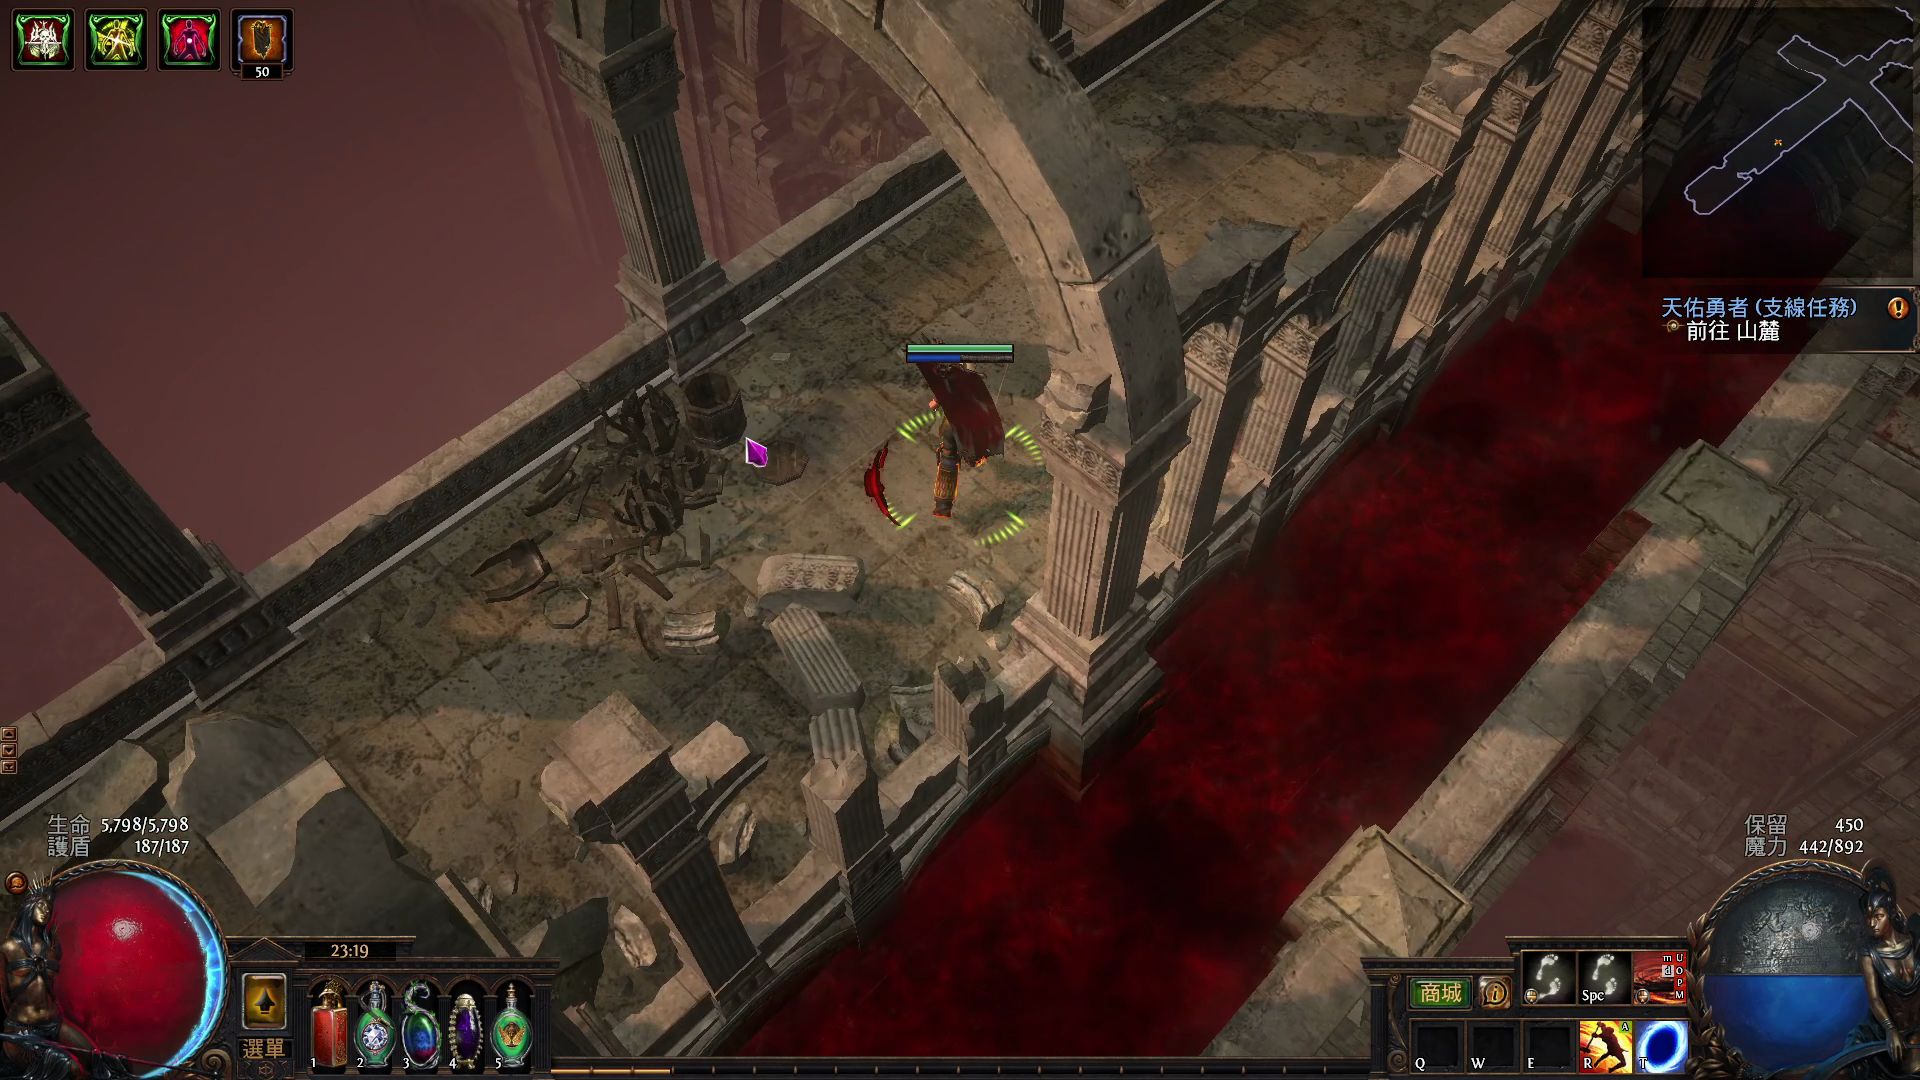 50
天佑勇者 (支線任務)
前往 山麓
生命 5,798/5,798
護盾 187/187
保留 450
魔力 442/892
23:19
選單
1
2
3
4
5
商城
Spc
m U
d O
P
M
Q
W
E
R
A
T